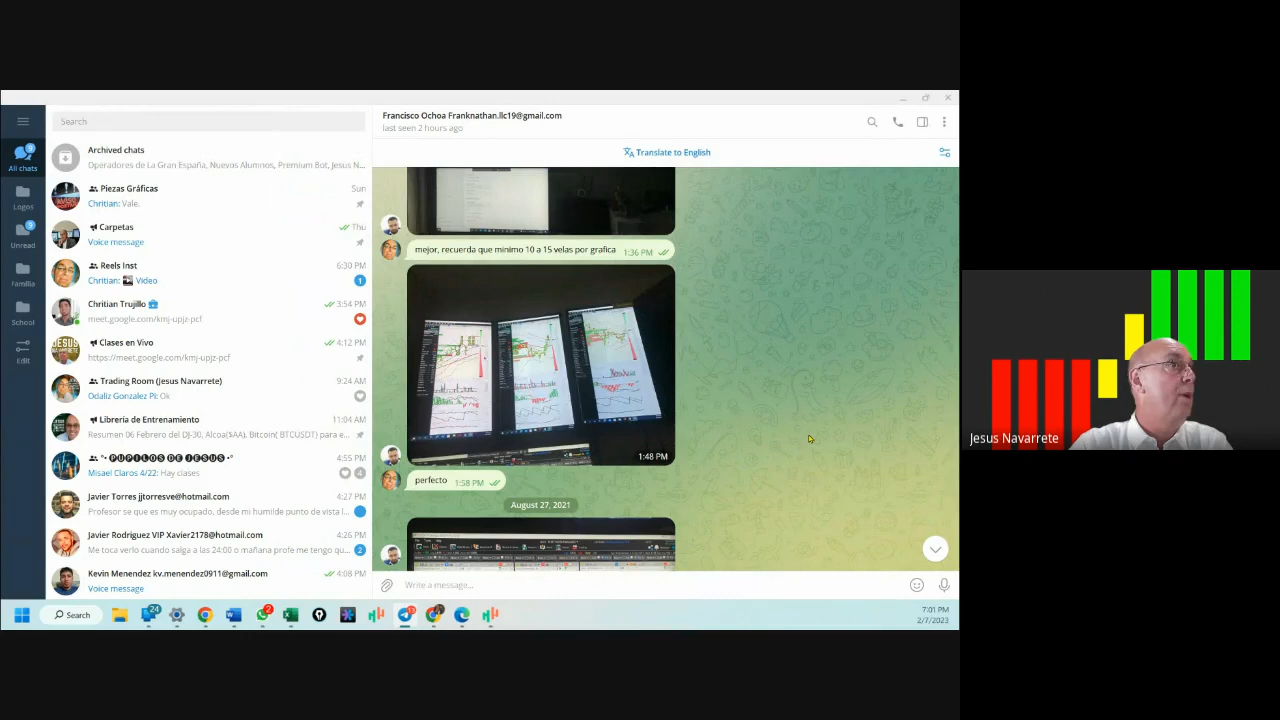 Francisco Ochoa Franknathan.llc19@gmail.com
last seen 2 hours ago
Translate to English
Search
9
All chats
Logos
9
Unread
Familia
School
Edit
Archived chats
Operadores de La Gran España, Nuevos Alumnos, Premium Bot, Jesus N...
Piezas Gráficas
Sun
Chritian: Vale.
Carpetas
Thu
Voice message
Reels Inst
6:30 PM
Chritian: Video
1
Chritian Trujillo
3:54 PM
meet.google.com/kmj-upjz-pcf
Clases en Vivo
4:12 PM
https://meet.google.com/kmj-upjz-pcf
Trading Room (Jesus Navarrete)
9:24 AM
Odaliz Gonzalez Pi: Ok
Librería de Entrenamiento
11:04 AM
Resumen 06 Febrero del DJ-30, Alcoa($AA), Bitcoin( BTCUSDT) para e...
°• 🅟🅤🅟🅘🅛🅞🅢 🅓🅔 🅙🅔🅢🅤🅢 •°
4:55 PM
Misael Claros 4/22: Hay clases
4
Javier Torres jjtorresve@hotmail.com
4:27 PM
Profesor se que es muy ocupado, desde mi humilde punto de vista l...
Javier Rodriguez VIP Xavier2178@hotmail.com
4:26 PM
Me toca verlo cuando salga a las 24:00 o mañana profe me tengo qu...
2
Kevin Menendez kv.menendez0911@gmail.com
4:08 PM
Voice message
mejor, recuerda que minimo 10 a 15 velas por grafica
1:36 PM
1:48 PM
perfecto
1:58 PM
August 27, 2021
Write a message...
Search
24
2
7:01 PM
2/7/2023
Jesus Navarrete